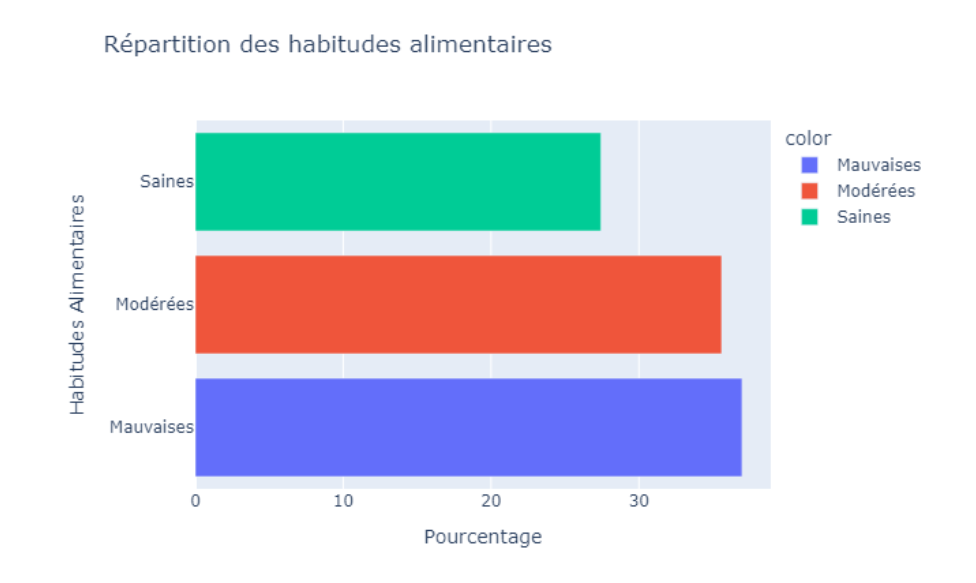 Répartition des habitudes alimentaires
color
Mauvaises
Modérées
Saines
Habitudes Alimentaires
Saines
Modérées
Mauvaises
0 10 20 30
Pourcentage